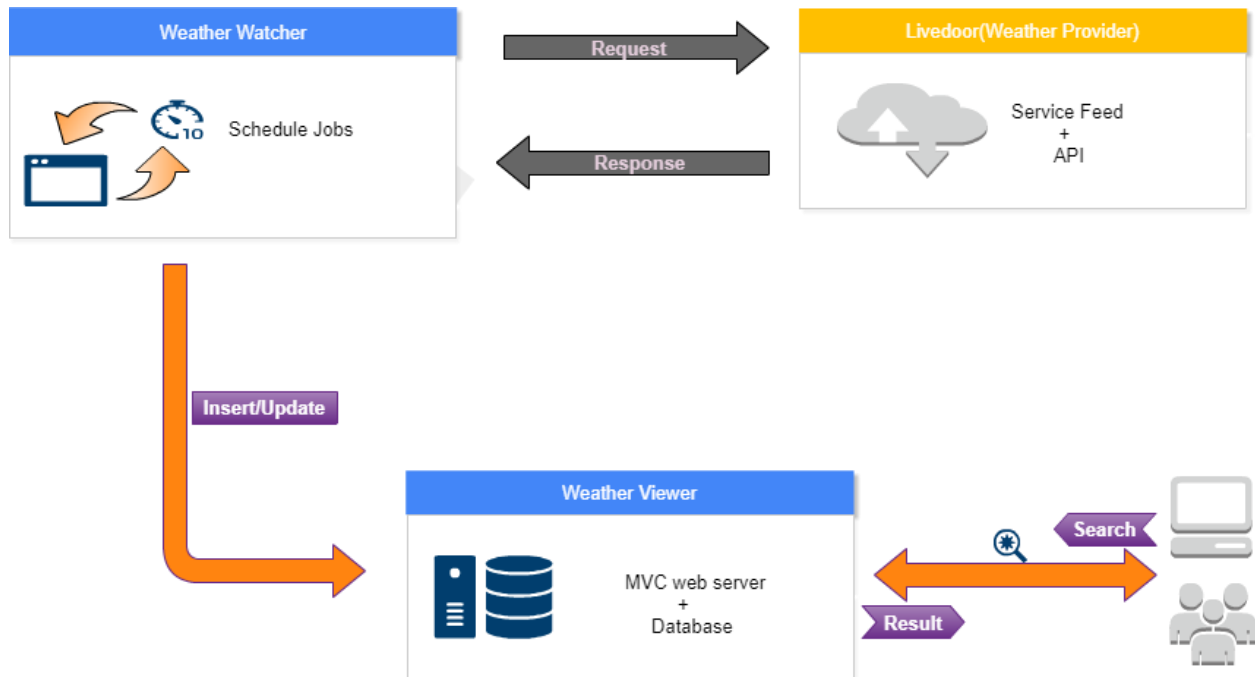 Weather Watcher
Schedule Jobs
10
Request
Response
Livedoor(Weather Provider)
Service Feed
+
API
Insert/Update
Weather Viewer
MVC web server
+
Database
Search
Result